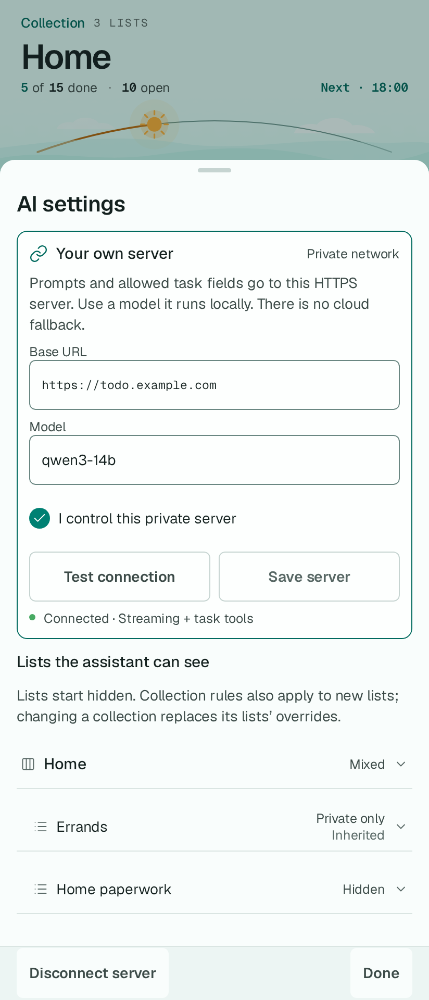 Collection 3 LISTS
Home
5 of 15 done · 10 open
Next · 18:00
AI settings
Your own server
Private network
Prompts and allowed task fields go to this HTTPS
server. Use a model it runs locally. There is no cloud
fallback.
Base URL
https://todo.example.com
Model
qwen3-14b
I control this private server
Test connection
Save server
Connected · Streaming + task tools
Lists the assistant can see
Lists start hidden. Collection rules also apply to new lists;
changing a collection replaces its lists' overrides.
Home
Mixed
Errands
Private only
Inherited
Home paperwork
Hidden
Disconnect server
Done